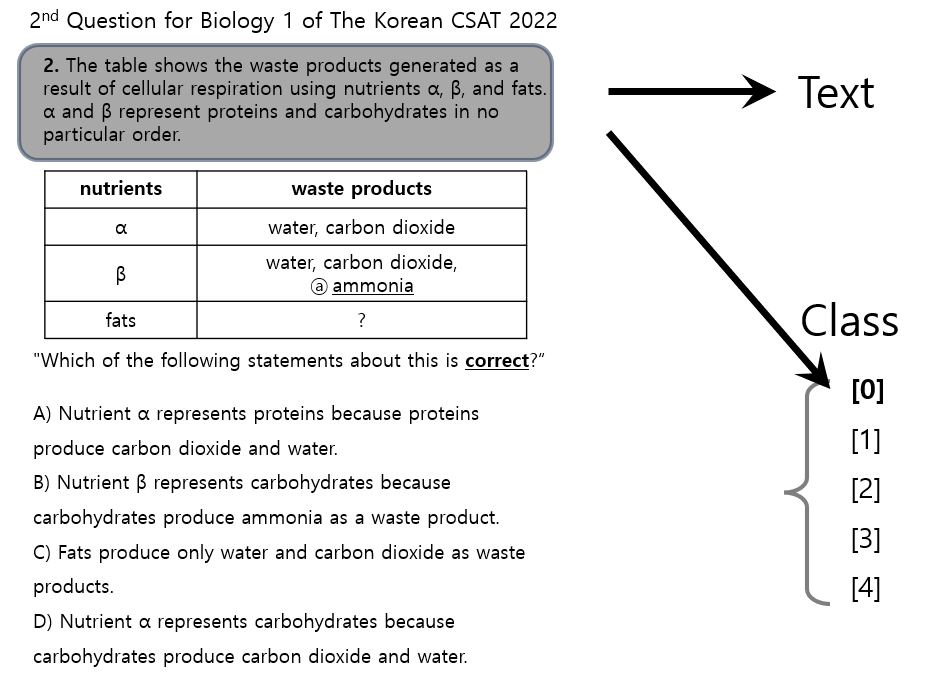 2nd Question for Biology 1 of The Korean CSAT 2022
2. The table shows the waste products generated as a
result of cellular respiration using nutrients α, β, and fats.
α and β represent proteins and carbohydrates in no
particular order.
Text
nutrients waste products
α water, carbon dioxide
β water, carbon dioxide,
ⓐ ammonia
fats ?
"Which of the following statements about this is correct?“
A) Nutrient α represents proteins because proteins
produce carbon dioxide and water.
B) Nutrient β represents carbohydrates because
carbohydrates produce ammonia as a waste product.
C) Fats produce only water and carbon dioxide as waste
products.
D) Nutrient α represents carbohydrates because
carbohydrates produce carbon dioxide and water.
Class
[0]
[1]
[2]
[3]
[4]